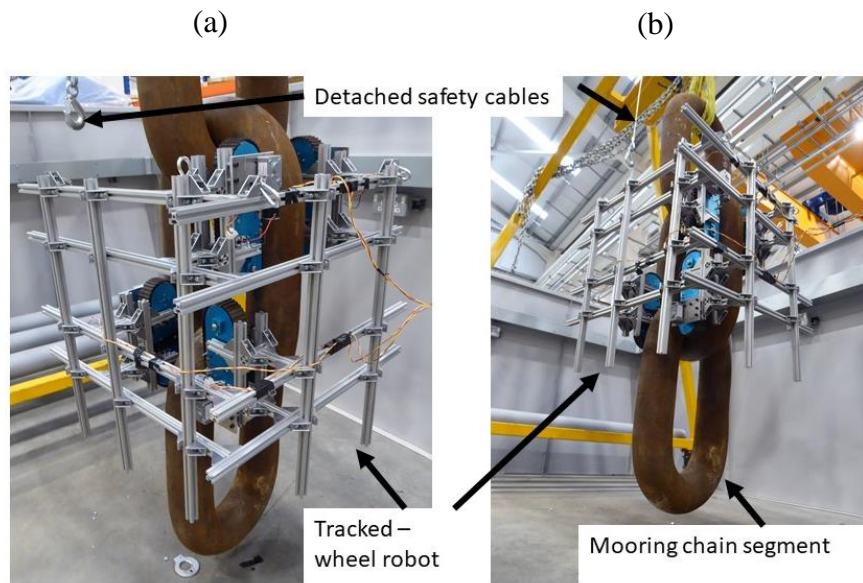 (a)
(b)
Detached safety cables
Tracked –
wheel robot
Mooring chain segment